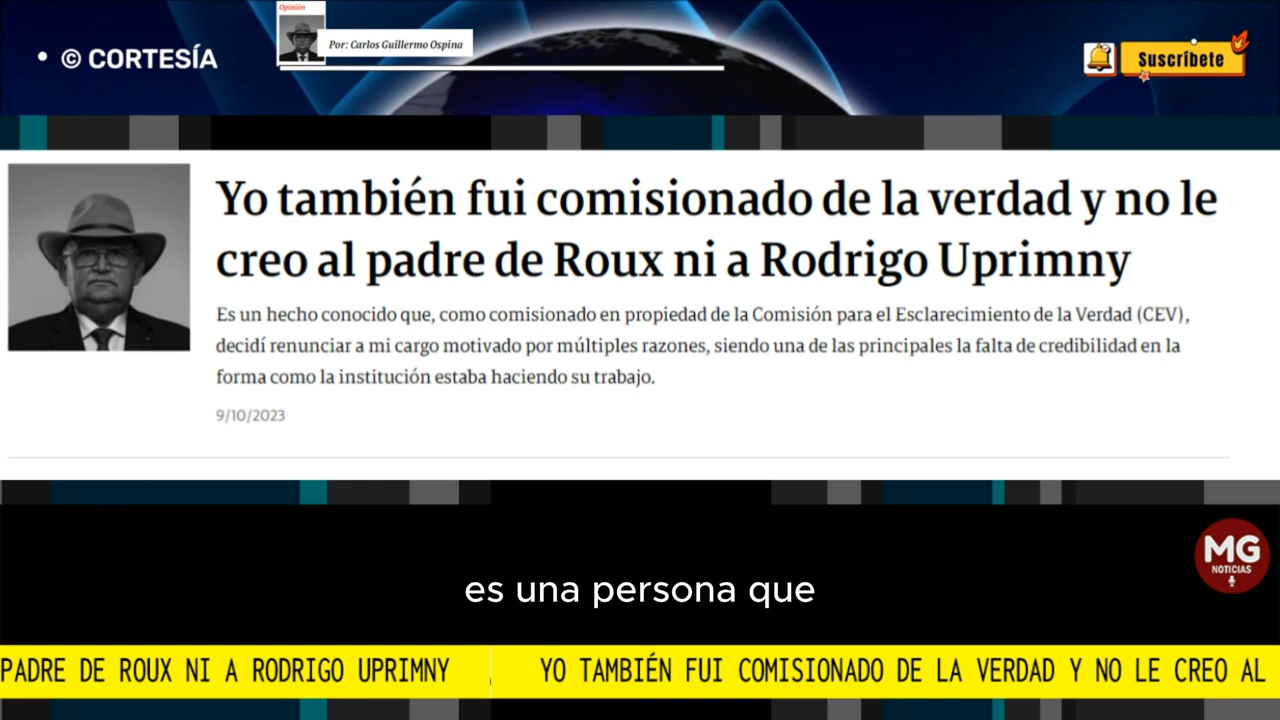 Opinión
Por: Carlos Guillermo Ospina
© CORTESÍA
Suscríbete
Yo también fui comisionado de la verdad y no le
creo al padre de Roux ni a Rodrigo Uprimny
Es un hecho conocido que, como comisionado en propiedad de la Comisión para el Esclarecimiento de la Verdad (CEV),
decidí renunciar a mi cargo motivado por múltiples razones, siendo una de las principales la falta de credibilidad en la
forma como la institución estaba haciendo su trabajo.
9/10/2023
MG
NOTICIAS
es una persona que
PADRE DE ROUX NI A RODRIGO UPRIMNY
YO TAMBIÉN FUI COMISIONADO DE LA VERDAD Y NO LE CREO AL